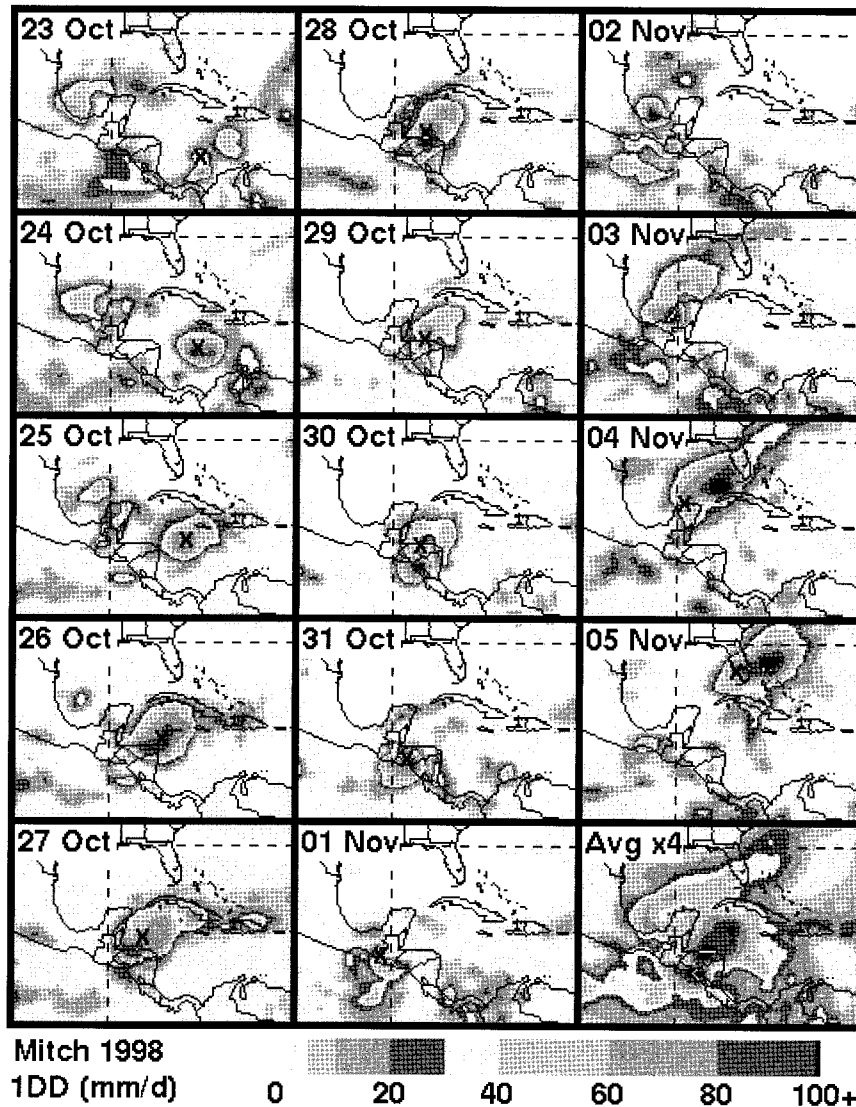 23 Oct
28 Oct
02 Nov
24 Oct
29 Oct
03 Nov
25 Oct
30 Oct
04 Nov
26 Oct
31 Oct
05 Nov
27 Oct
01 Nov
Avg x4
Mitch 1998
1DD (mm/d) 0 20 40 60 80 100+